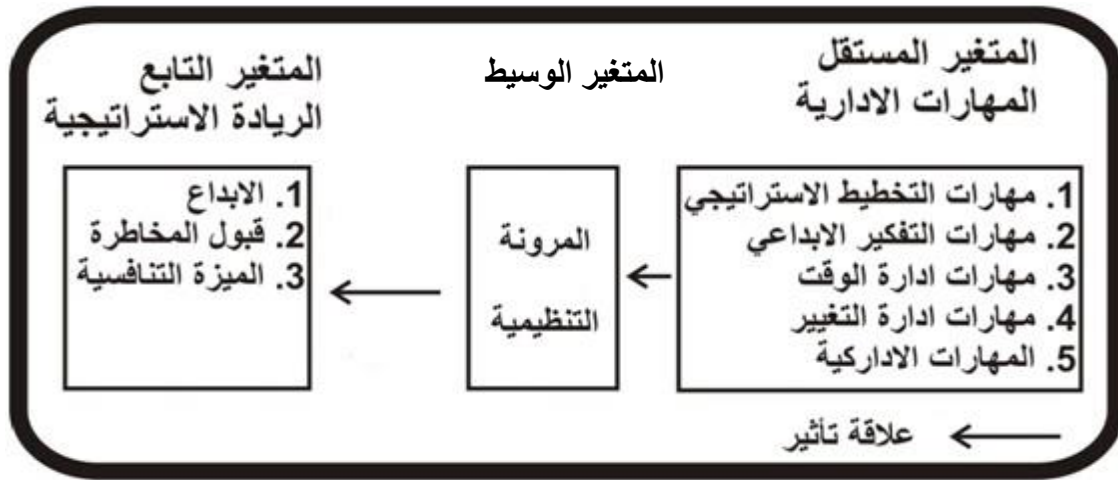 المتغير المستقل
المهارات الادارية
1. مهارات التخطيط الاستراتيجي
2. مهارات التفكير الابداعي
3. مهارات ادارة الوقت
4. مهارات ادارة التغيير
5. المهارات الاداركية
المتغير الوسيط
المرونة
التنظيمية
المتغير التابع
الريادة الاستراتيجية
1. الابداع
2. قبول المخاطرة
3. الميزة التنافسية
علاقة تأثير